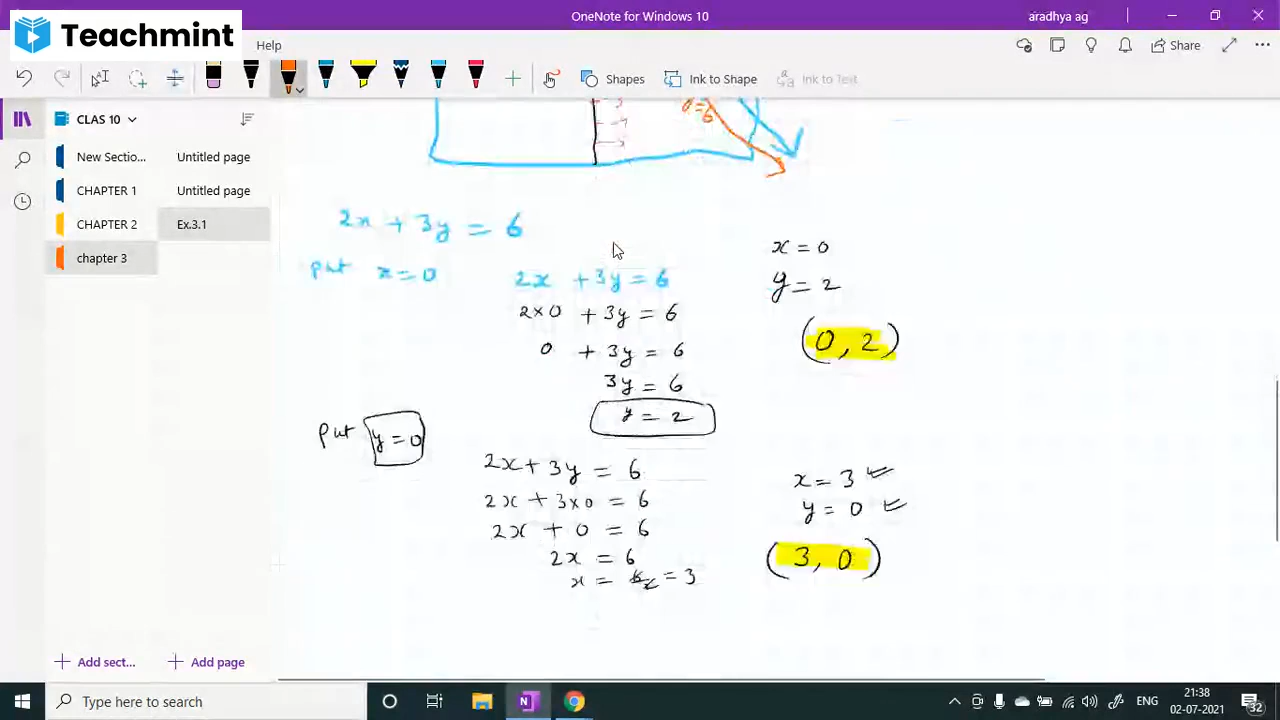 OneNote for Windows 10
aradhya ag
Teachmint
Help
Share
Shapes
Ink to Shape
Ink to Text
CLAS 10
New Sectio...
Untitled page
CHAPTER 1
Untitled page
CHAPTER 2
Ex.3.1
chapter 3
2x + 3y = 6
put x = 0
2x + 3y = 6
2×0 + 3y = 6
0 + 3y = 6
3y = 6
y = 2
x = 0
y = 2
(0, 2)
put y = 0
2x + 3y = 6
2x + 3×0 = 6
2x + 0 = 6
2x = 6
x = = 3
x = 3
y = 0
(3, 0)
+ Add sect...
+ Add page
Type here to search
ENG
21:38
02-07-2021
32